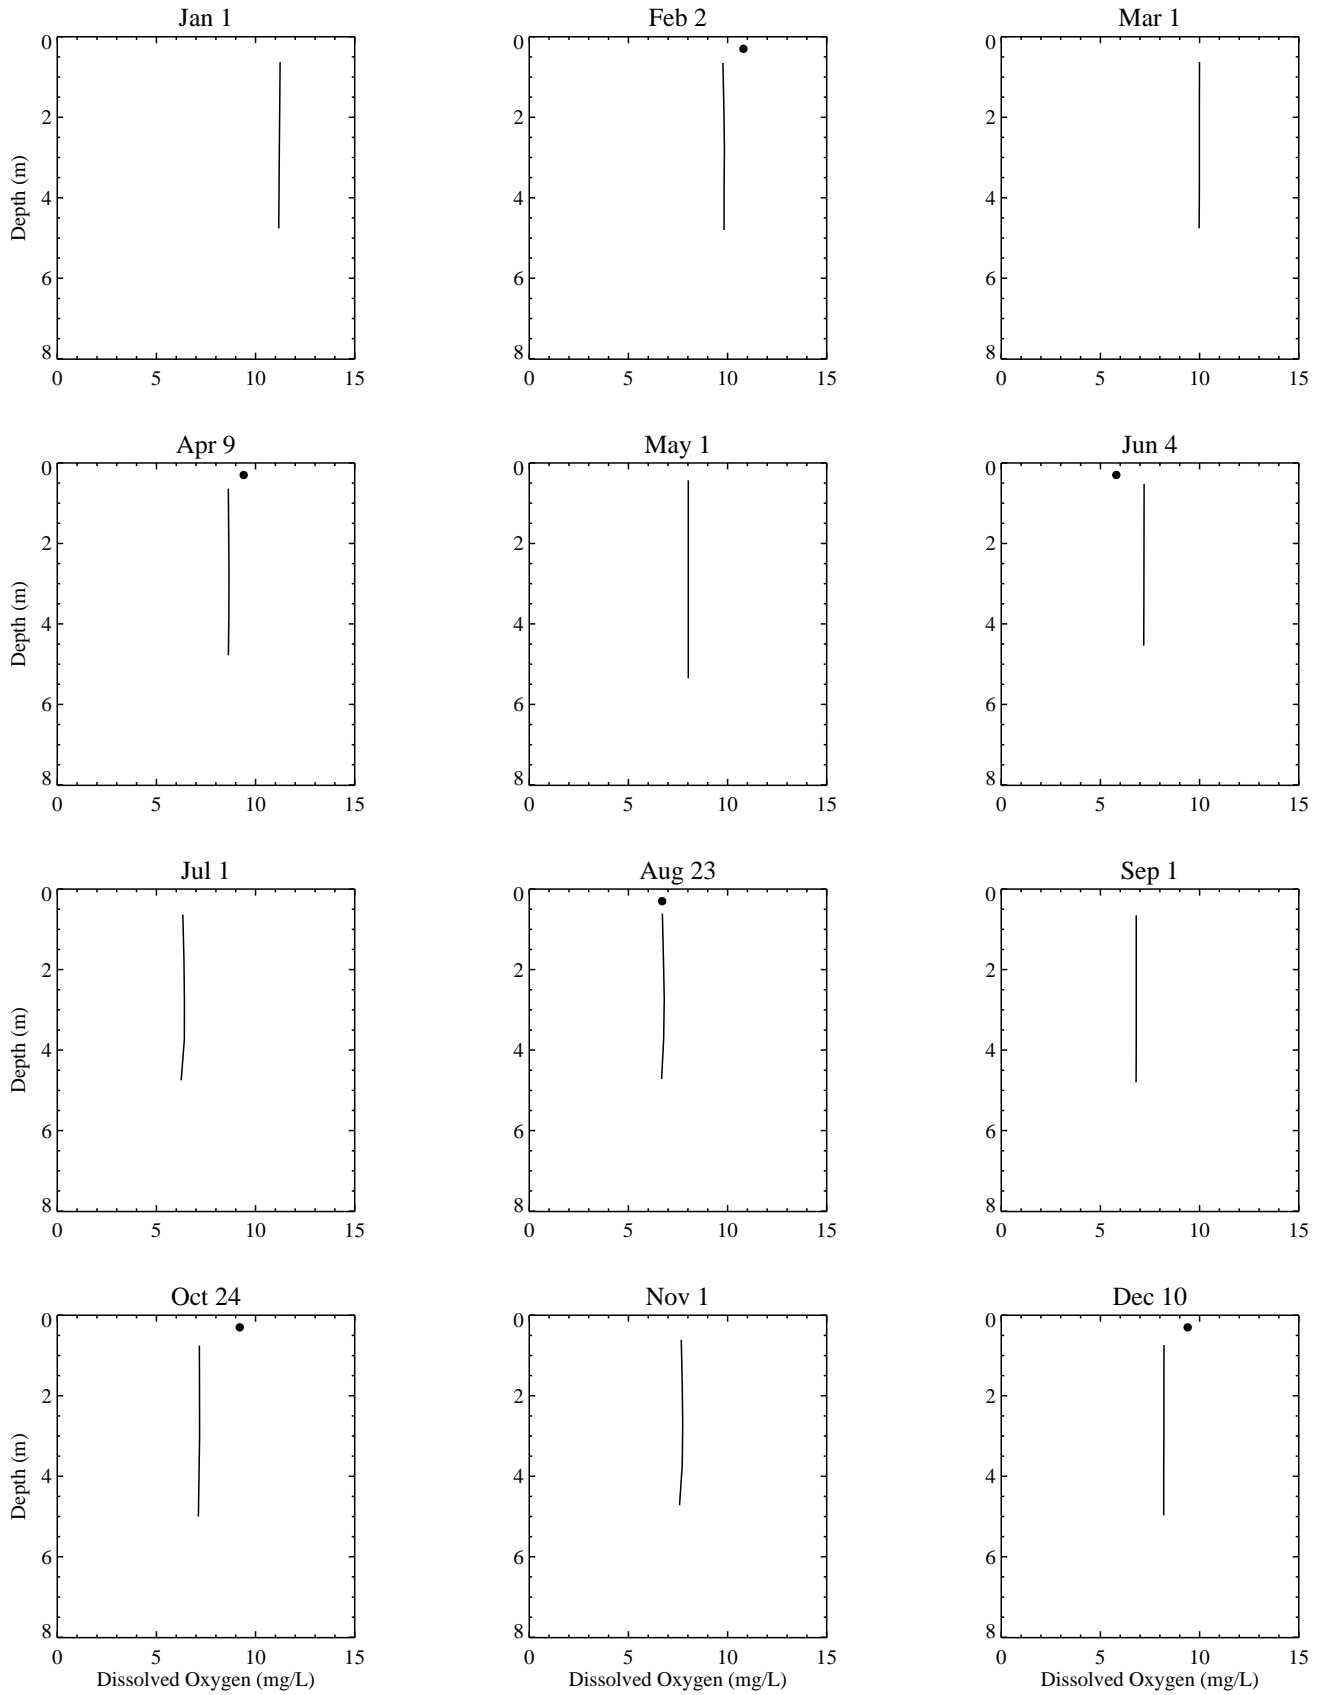 Jan 1 Feb 2 Mar 1
0 0 0
2 2 2
4 4 4
6 6 6
8 8 8
Depth (m)
0 5 10 15 0 5 10 15 0 5 10 15
Apr 9 May 1 Jun 4
0 0 0
2 2 2
4 4 4
6 6 6
8 8 8
Depth (m)
0 5 10 15 0 5 10 15 0 5 10 15
Jul 1 Aug 23 Sep 1
0 0 0
2 2 2
4 4 4
6 6 6
8 8 8
Depth (m)
0 5 10 15 0 5 10 15 0 5 10 15
Oct 24 Nov 1 Dec 10
0 0 0
2 2 2
4 4 4
6 6 6
8 8 8
Depth (m)
0 5 10 15 0 5 10 15 0 5 10 15
Dissolved Oxygen (mg/L) Dissolved Oxygen (mg/L) Dissolved Oxygen (mg/L)